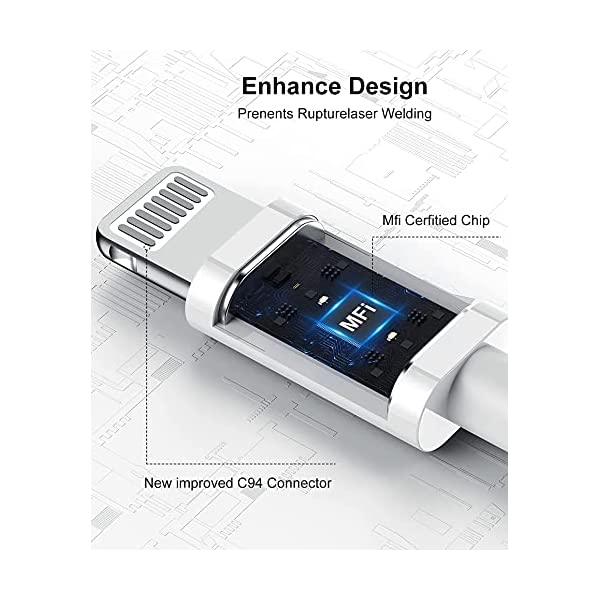 Enhance Design
Prenents Rupturelaser Welding
Mfi Cerfitied Chip
MFi
New improved C94 Connector